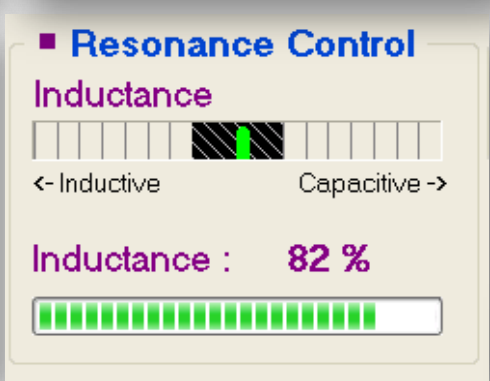 Resonance Control
Inductance
<- Inductive Capacitive ->
Inductance : 82 %